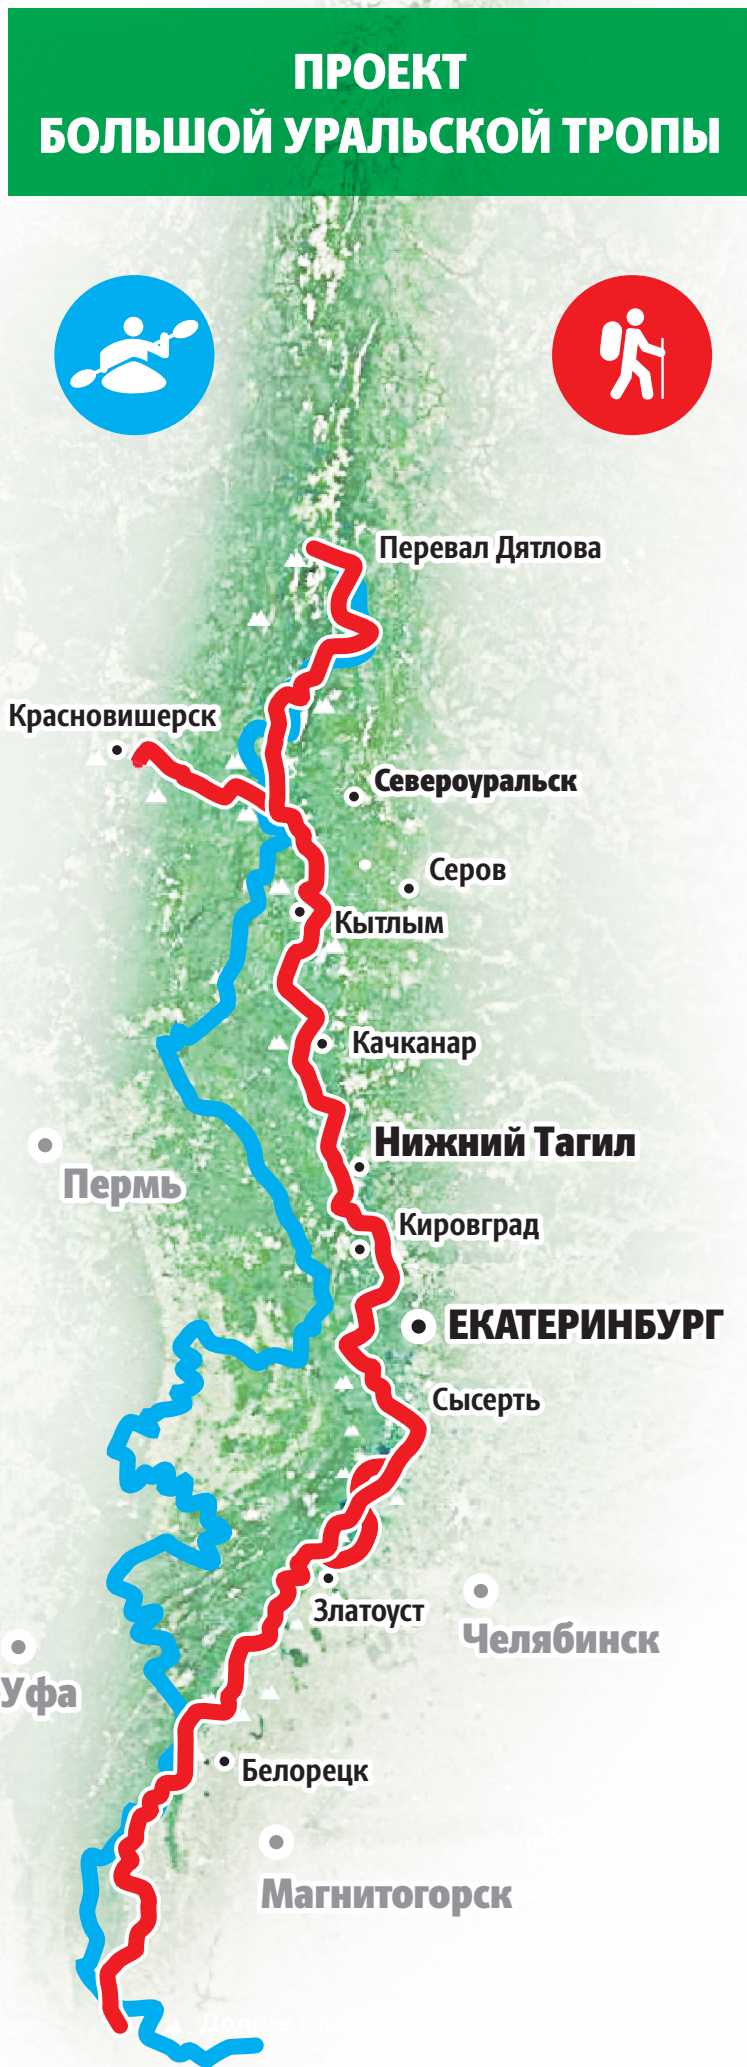 ПРОЕКТ
БОЛЬШОЙ УРАЛЬСКОЙ ТРОПЫ
Перевал Дятлова
Красновишерск
Североуральск
Серов
Кытлым
Качканар
Нижний Тагил
Пермь
Кировград
ЕКАТЕРИНБУРГ
Сысерть
Златоуст
Челябинск
Уфа
Белорецк
Магнитогорск